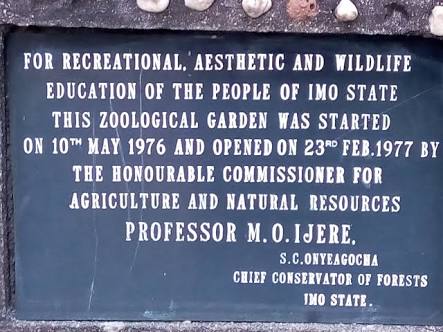 FOR RECREATIONAL, AESTHETIC AND WILDLIFE
EDUCATION OF THE PEOPLE OF IMO STATE
THIS ZOOLOGICAL GARDEN WAS STARTED
ON 10TH MAY 1976 AND OPENED ON 23RD FEB.1977 BY
THE HONOURABLE COMMISSIONER FOR
AGRICULTURE AND NATURAL RESOURCES
PROFESSOR M.O.IJERE.
S.C.ONYEAGOCHA
CHIEF CONSERVATOR OF FORESTS
IMO STATE.